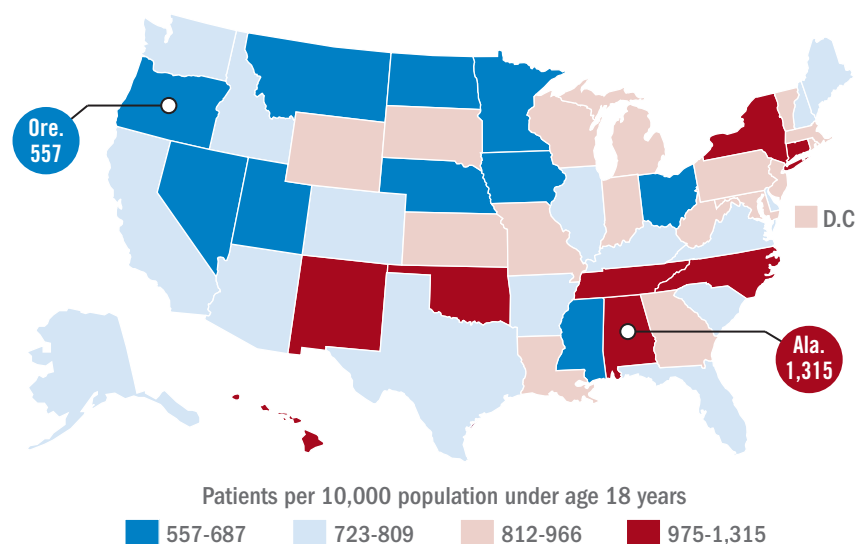 Ore.
557
D.C
Ala.
1,315
Patients per 10,000 population under age 18 years
557-687
723-809
812-966
975-1,315